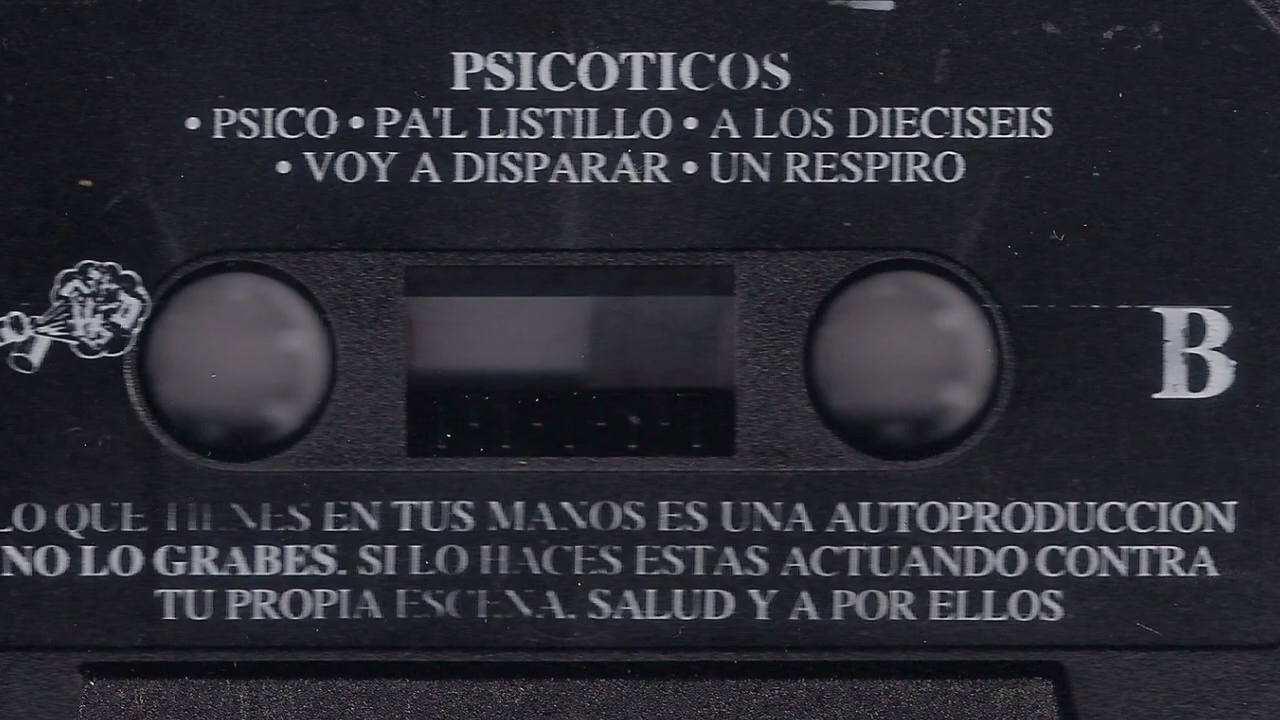 PSICOTICOS
• PSICO • PA'L LISTILLO • A LOS DIECISEIS
• VOY A DISPARAR • UN RESPIRO
B
LO QUE TIENES EN TUS MANOS ES UNA AUTOPRODUCCION
NO LO GRABES. SI LO HACES ESTAS ACTUANDO CONTRA
TU PROPIA ESCENA. SALUD Y A POR ELLOS